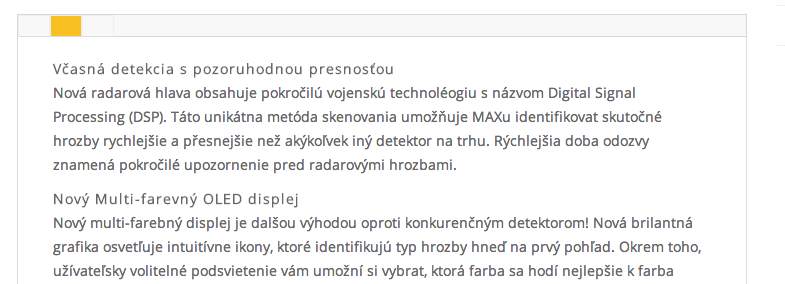 Včasná detekcia s pozoruhodnou presnosťou
Nová radarová hlava obsahuje pokročilú vojenskú technoléogiu s názvom Digital Signal
Processing (DSP). Táto unikátna metóda skenovania umožňuje MAXu identifikovat skutočné
hrozby rychlejšie a přesnejšie než akýkoľvek iný detektor na trhu. Rýchlejšia doba odozvy
znamená pokročilé upozornenie pred radarovými hrozbami.
Nový Multi-farevný OLED displej
Nový multi-farebný displej je dalšou výhodou oproti konkurenčným detektorom! Nová brilantná
grafika osvetľuje intuitívne ikony, ktoré identifikujú typ hrozby hneď na prvý pohľad. Okrem toho,
užívateľsky volitelné podsvietenie vám umožní si vybrat, ktorá farba sa hodí nejlepšie k farba